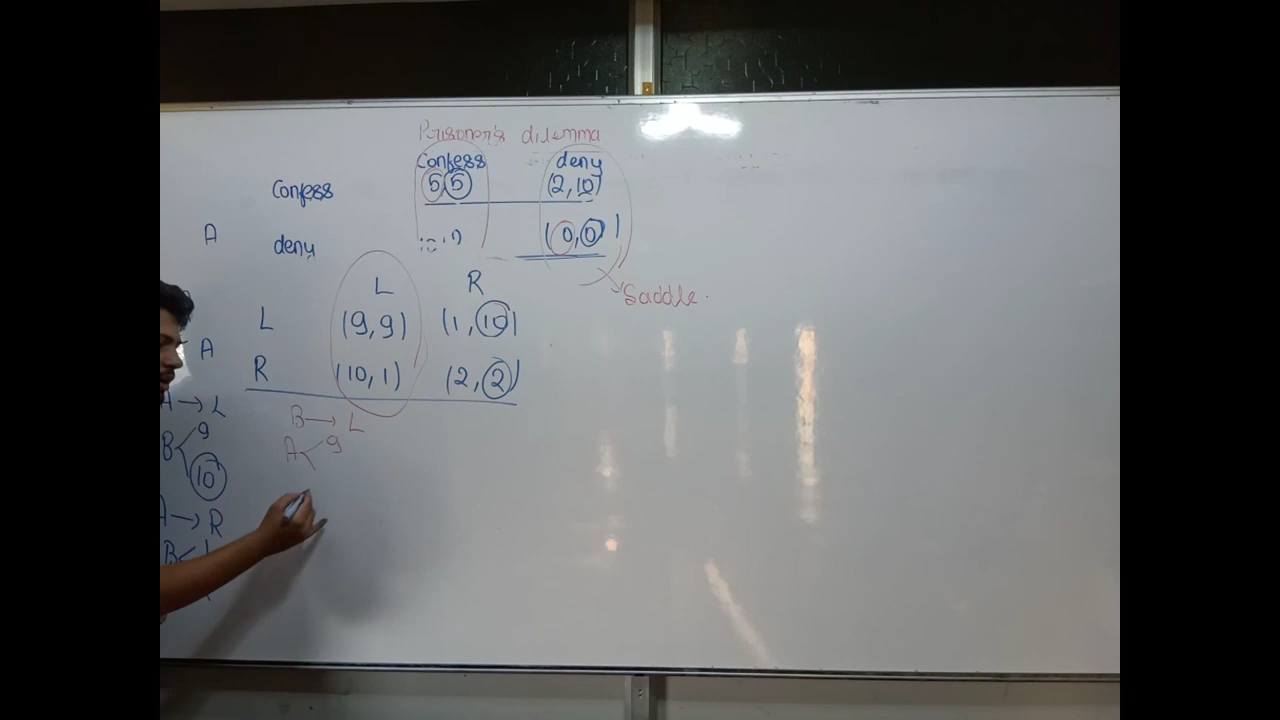 Prisoner's dilemma
Confess deny
Confess 5,5 (2,10)
A
deny (0,0)
Saddle.
L R
L (9,9) (1,10)
A
R (10,1) (2,2)
A → L
B 9
10
B → L
A 9
A → R
B